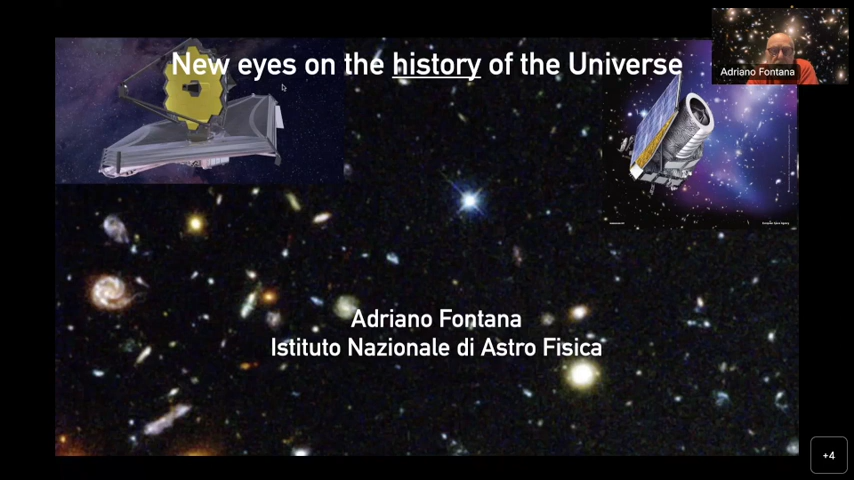 New eyes on the history of the Universe
Adriano Fontana
Adriano Fontana
Istituto Nazionale di Astro Fisica
+4